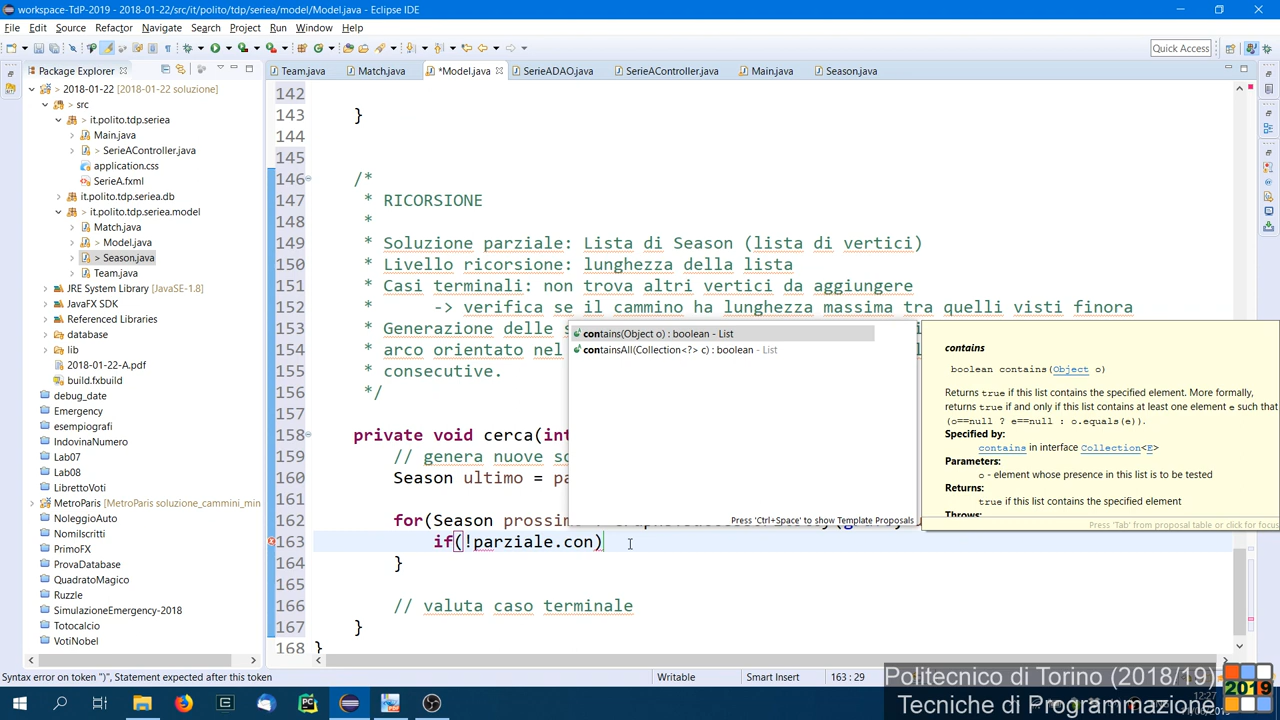 workspace-TdP-2019 - 2018-01-22/src/it/polito/tdp/seriea/model/Model.java - Eclipse IDE
File Edit Source Refactor Navigate Search Project Run Window Help
Quick Access
Package Explorer
Team.java Match.java *Model.java SerieADAO.java SerieAController.java Main.java Season.java
2018-01-22 [2018-01-22 soluzione]
src
it.polito.tdp.seriea
Main.java
> SerieAController.java
application.css
SerieA.fxml
it.polito.tdp.seriea.db
it.polito.tdp.seriea.model
Match.java
> Model.java
> Season.java
Team.java
JRE System Library [JavaSE-1.8]
JavaFX SDK
Referenced Libraries
database
lib
2018-01-22-A.pdf
build.fxbuild
debug_date
Emergency
esempiografi
IndovinaNumero
Lab07
Lab08
LibrettoVoti
MetroParis [MetroParis soluzione_cammini_min
NoleggioAuto
NomiIscritti
PrimoFX
ProvaDatabase
QuadratoMagico
Ruzzle
SimulazioneEmergency-2018
Totocalcio
VotiNobel
142
143 }
144
145
146 /*
147 * RICORSIONE
148 *
149 * Soluzione parziale: Lista di Season (lista di vertici)
150 * Livello ricorsione: lunghezza della lista
151 * Casi terminali: non trova altri vertici da aggiungere
152 -> verifica se il cammino ha lunghezza massima tra quelli visti finora
153 * Generazione delle s
154 arco orientato nel
155 consecutive.
156 */
157
158 private void cerca(int
159 // genera nuove so
160 Season ultimo = pa
161
162 for(Season prossimo
163 if(!parziale.con)
164 }
165
166 // valuta caso terminale
167 }
168 }
contains(Object o) : boolean - List
containsAll(Collection<?> c) : boolean - List
Press 'Ctrl+Space' to show Template Proposals
contains
boolean contains(Object o)
Returns true if this list contains the specified element. More formally,
returns true if and only if this list contains at least one element e such that
(o==null ? e==null : o.equals(e)).
Specified by:
contains in interface Collection<E>
Parameters:
o - element whose presence in this list is to be tested
Returns:
true if this list contains the specified element
Throws:
Press 'Tab' from proposal table or click for focus
Syntax error on token ")", Statement expected after this token
Writable
Smart Insert
163 : 29
Politecnico di Torino (2018/19)
Tecniche di Programmazione
2019
12:27